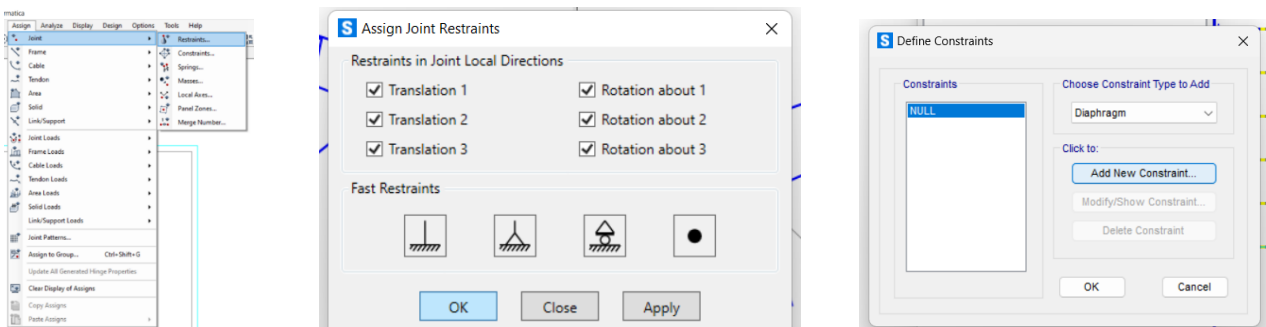 rmatica
Assign Analyze Display Design Options Tools Help
Joint
Frame
Cable
Tendon
Area
Solid
Link/Support
Joint Loads
Frame Loads
Cable Loads
Tendon Loads
Area Loads
Solid Loads
Link/Support Loads
Joint Patterns...
Assign to Group... Ctrl+Shift+G
Update All Generated Hinge Properties
Clear Display of Assigns
Copy Assigns
Paste Assigns
Restraints...
Constraints...
Springs...
Masses...
Local Axes...
Panel Zones...
Merge Number...
S Assign Joint Restraints
Restraints in Joint Local Directions
Translation 1 Rotation about 1
Translation 2 Rotation about 2
Translation 3 Rotation about 3
Fast Restraints
OK Close Apply
S Define Constraints
Constraints
NULL
Choose Constraint Type to Add
Diaphragm
Click to:
Add New Constraint...
Modify/Show Constraint...
Delete Constraint
OK Cancel